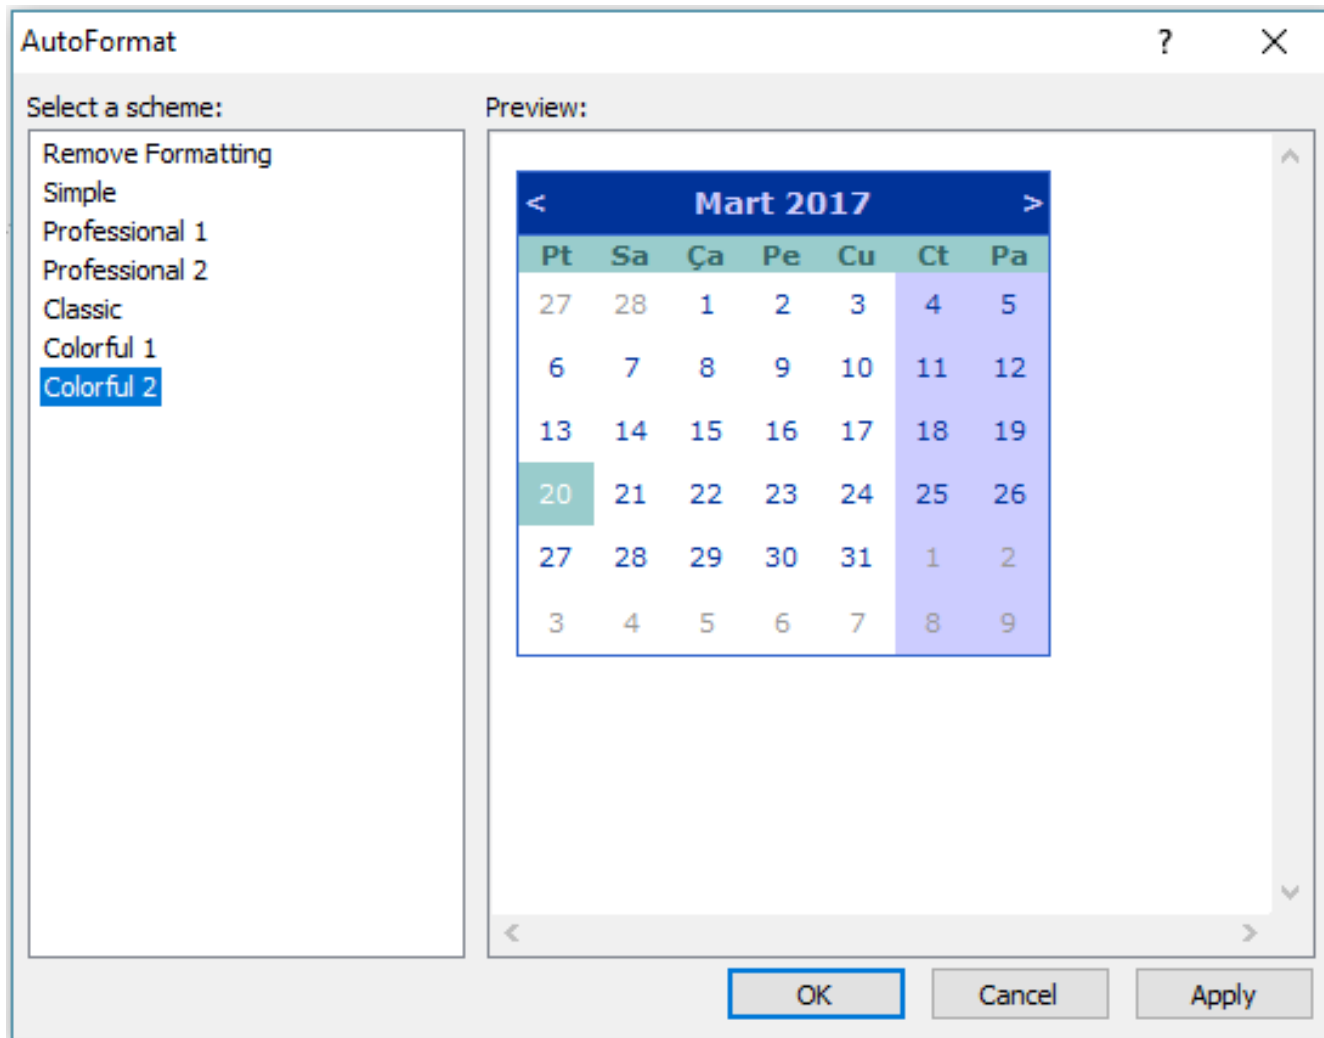 AutoFormat ? X
Select a scheme:
Remove Formatting
Simple
Professional 1
Professional 2
Classic
Colorful 1
Colorful 2
Preview:
< Mart 2017 >
Pt Sa Ça Pe Cu Ct Pa
27 28 1 2 3 4 5
6 7 8 9 10 11 12
13 14 15 16 17 18 19
20 21 22 23 24 25 26
27 28 29 30 31 1 2
3 4 5 6 7 8 9
OK Cancel Apply